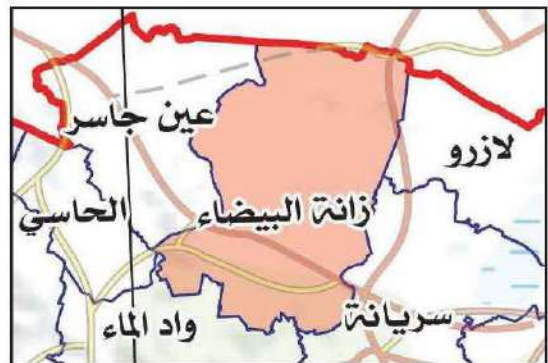 عين جاسر
لازرو
الحاسي
زانة البيضاء
سريانة
واد الماء